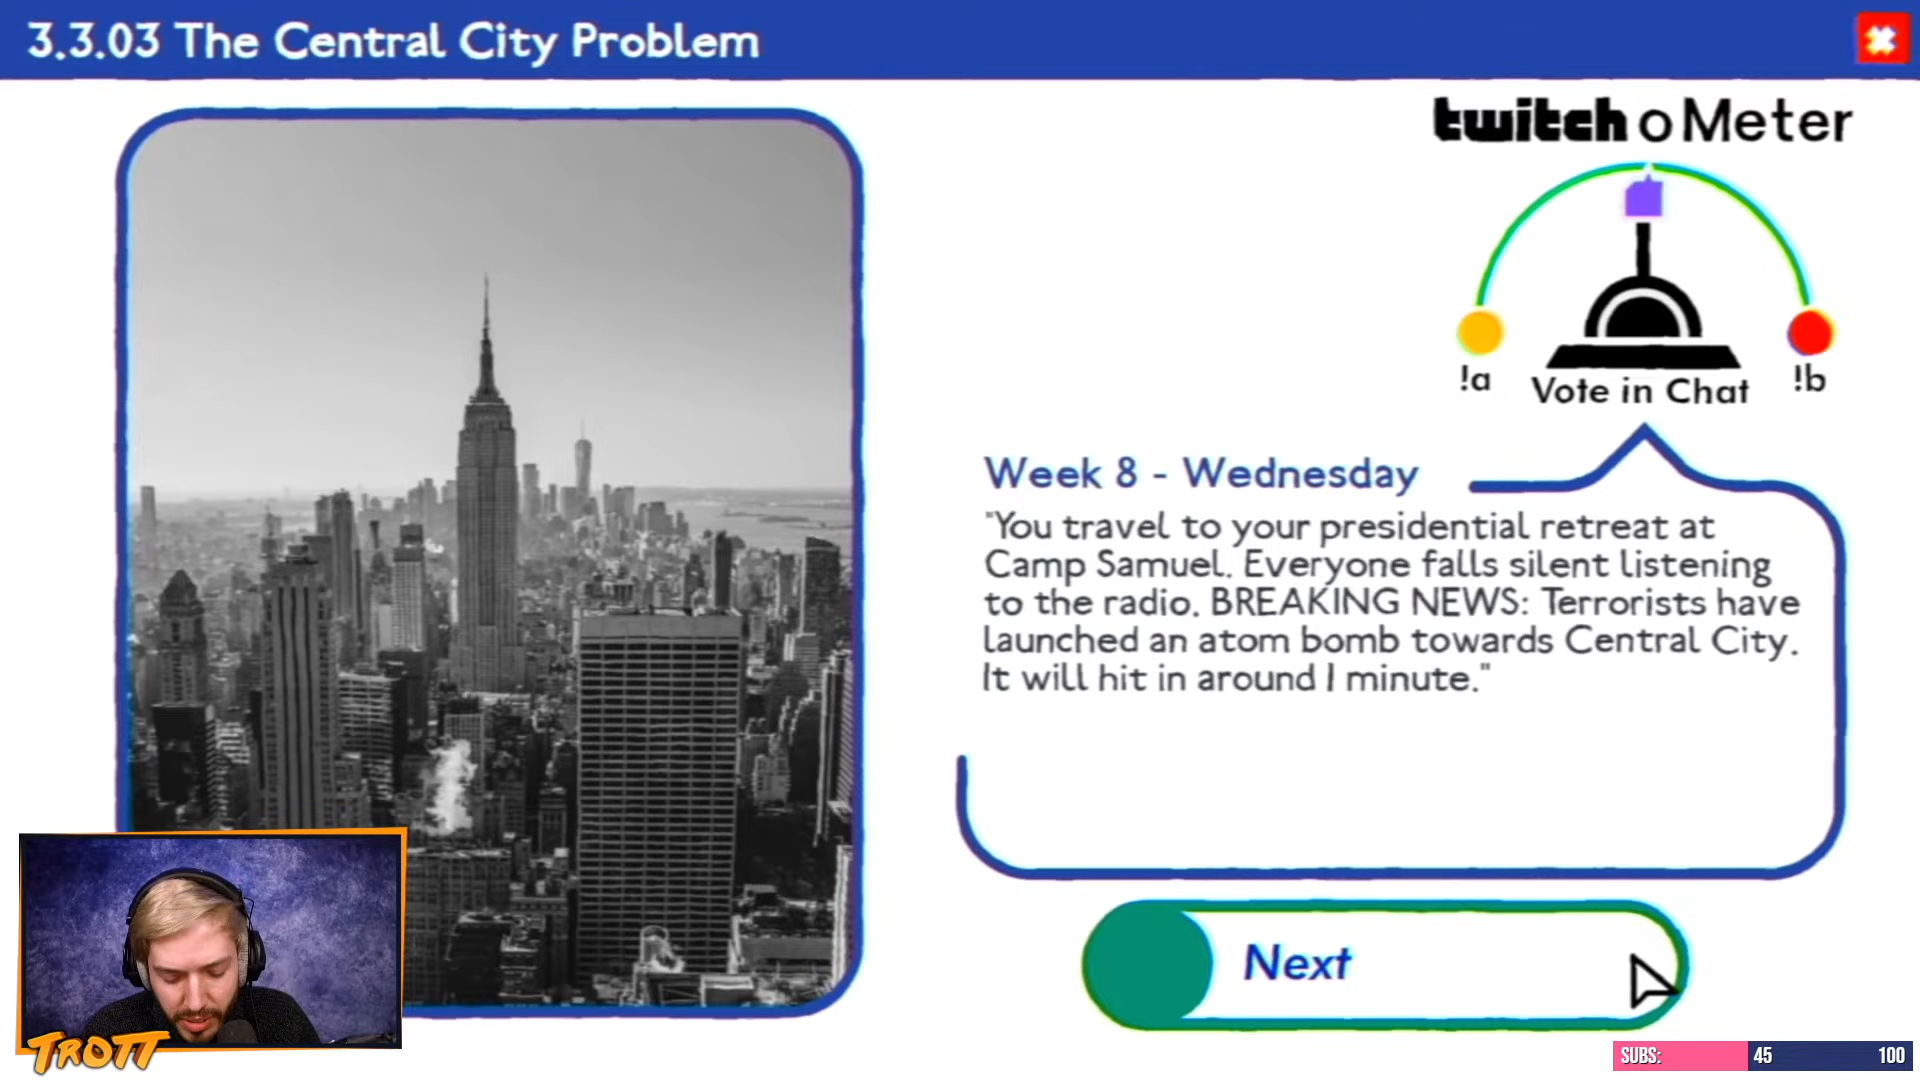 3.3.03 The Central City Problem
twitch o Meter
!a
Vote in Chat
!b
Week 8 - Wednesday
"You travel to your presidential retreat at
Camp Samuel. Everyone falls silent listening
to the radio. BREAKING NEWS: Terrorists have
launched an atom bomb towards Central City.
It will hit in around 1 minute."
Next
TROTT
SUBS: 45 100